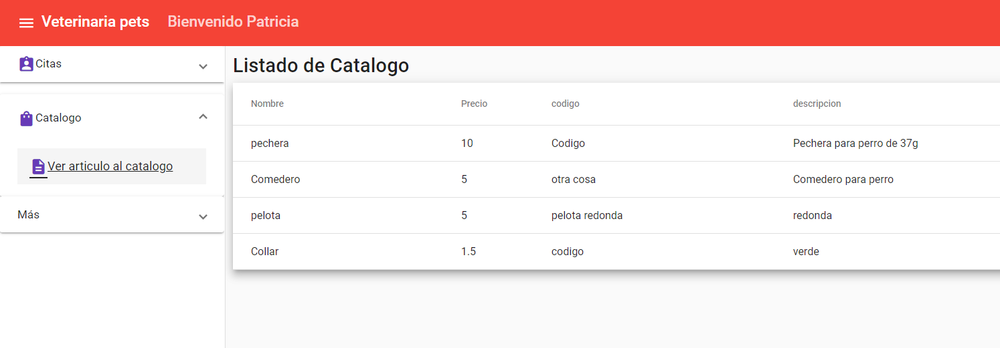 Veterinaria pets Bienvenido Patricia
Citas
Catalogo
Ver articulo al catalogo
Más
Listado de Catalogo
Nombre Precio codigo descripcion
pechera 10 Codigo Pechera para perro de 37g
Comedero 5 otra cosa Comedero para perro
pelota 5 pelota redonda redonda
Collar 1.5 codigo verde